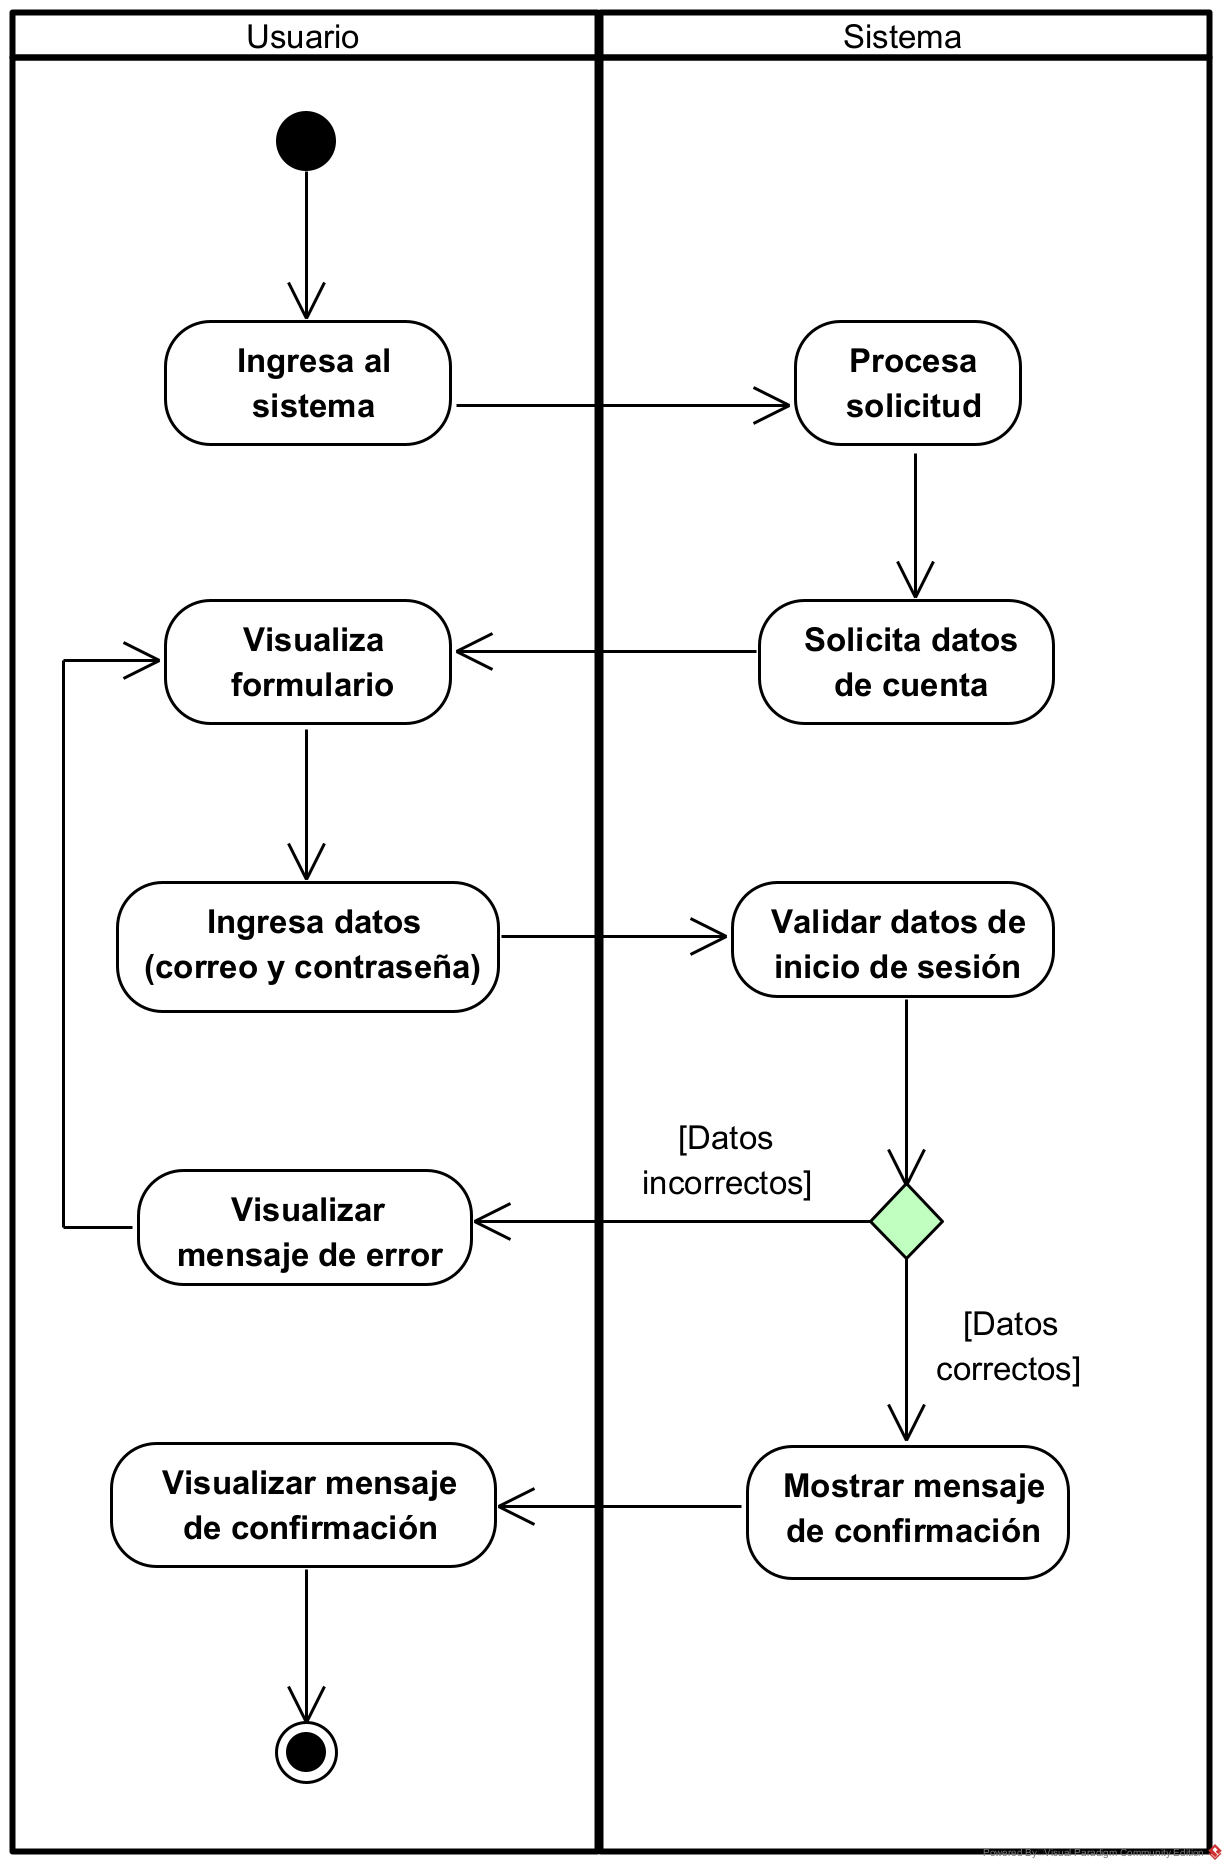 Usuario
Sistema
Ingresa al
sistema
Procesa
solicitud
Visualiza
formulario
Solicita datos
de cuenta
Ingresa datos
(correo y contraseña)
Validar datos de
inicio de sesión
[Datos
incorrectos]
Visualizar
mensaje de error
[Datos
correctos]
Visualizar mensaje
de confirmación
Mostrar mensaje
de confirmación
Powered By Visual Paradigm Community Edition